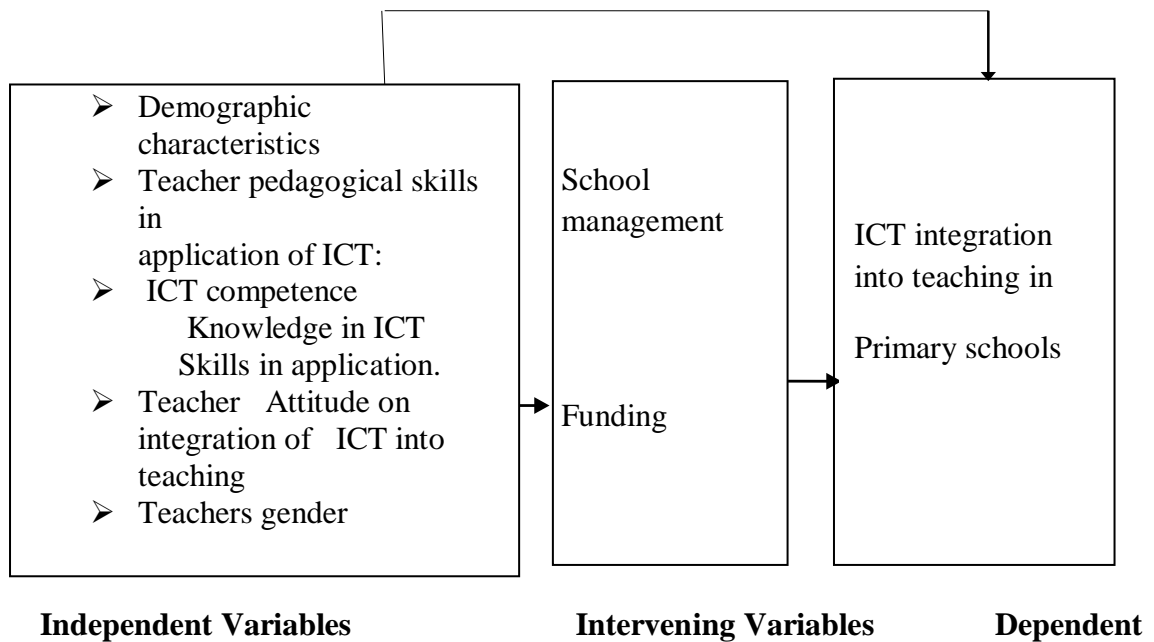 ➢ Demographic
characteristics
➢ Teacher pedagogical skills
in
application of ICT:
➢ ICT competence
Knowledge in ICT
Skills in application.
➢ Teacher Attitude on
integration of ICT into
teaching
➢ Teachers gender
School
management
Funding
ICT integration
into teaching in
Primary schools
Independent Variables Intervening Variables Dependent